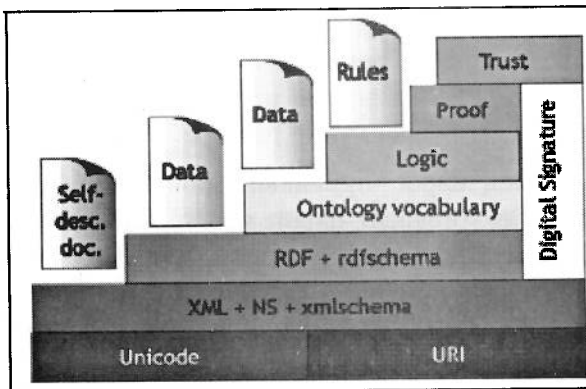 Rules
Trust
Data
Proof
Data
Logic
Self-
desc.
doc.
Ontology vocabulary
Digital Signature
RDF + rdfschema
XML + NS + xmlschema
Unicode
URI